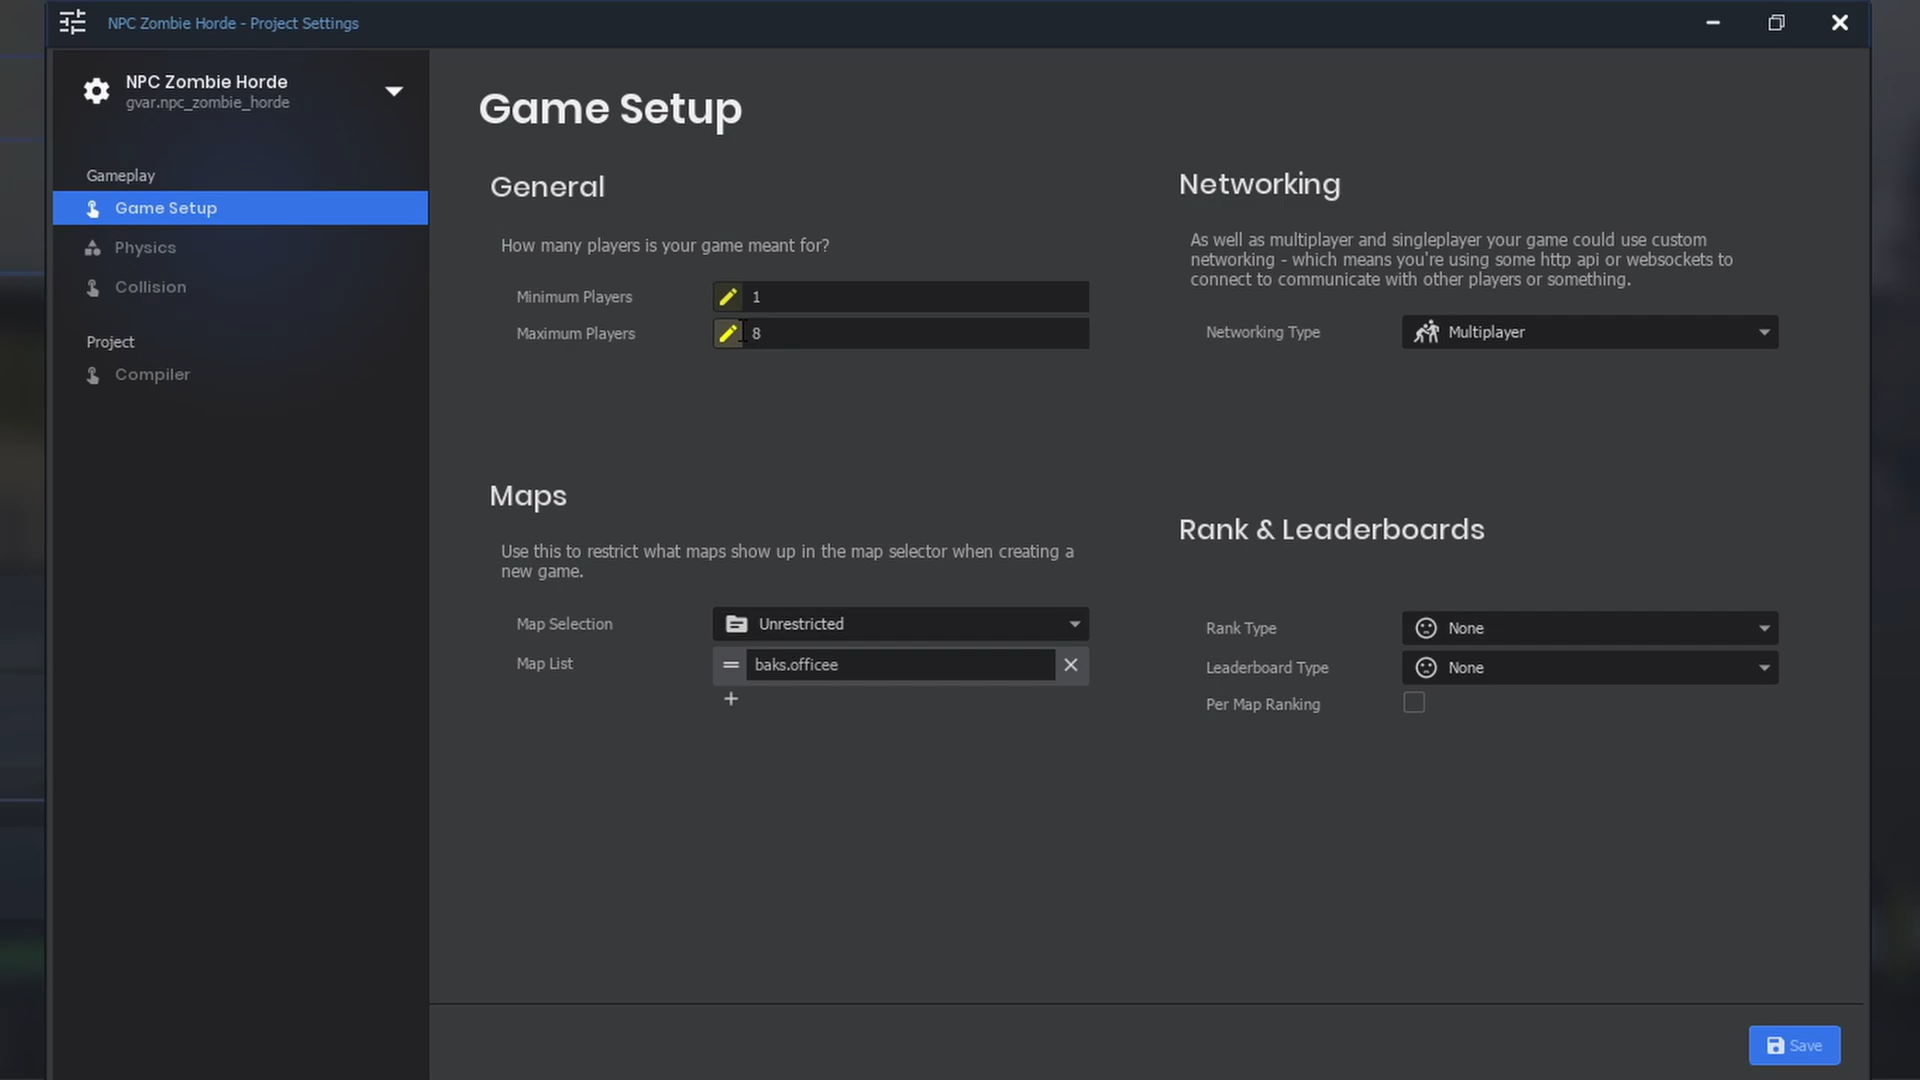 NPC Zombie Horde - Project Settings
NPC Zombie Horde
gvar.npc_zombie_horde
Gameplay
Game Setup
Physics
Collision
Project
Compiler
Game Setup
General
How many players is your game meant for?
Minimum Players 1
Maximum Players 8
Networking
As well as multiplayer and singleplayer your game could use custom
networking - which means you're using some http api or websockets to
connect to communicate with other players or something.
Networking Type Multiplayer
Maps
Use this to restrict what maps show up in the map selector when creating a
new game.
Map Selection Unrestricted
Map List baks.officee
Rank & Leaderboards
Rank Type None
Leaderboard Type None
Per Map Ranking
Save